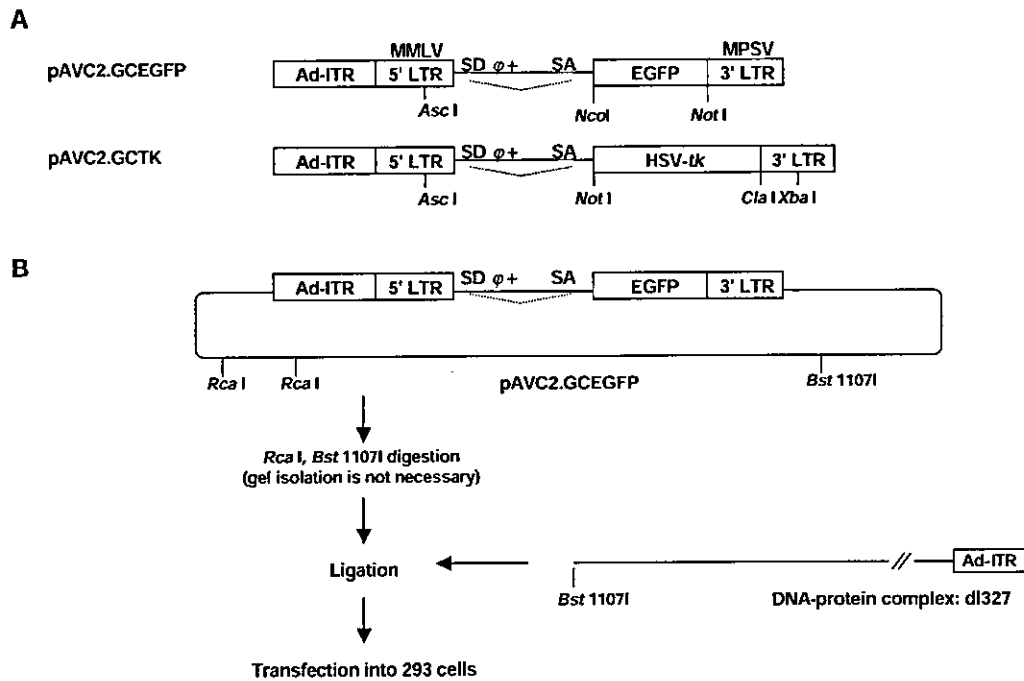 A
pAVC2.GCEGFP
MMLV
MPSV
Ad-ITR 5' LTR SD φ+ SA EGFP 3' LTR
Asc I NcoI Not I
pAVC2.GCTK
Ad-ITR 5' LTR SD φ+ SA HSV-tk 3' LTR
Asc I Not I Cla I Xba I
B
Ad-ITR 5' LTR SD φ+ SA EGFP 3' LTR
Rca I Rca I pAVC2.GCEGFP Bst 1107I
Rca I, Bst 1107I digestion
(gel isolation is not necessary)
Ligation
Ad-ITR
Bst 1107I
DNA-protein complex: dl327
Transfection into 293 cells